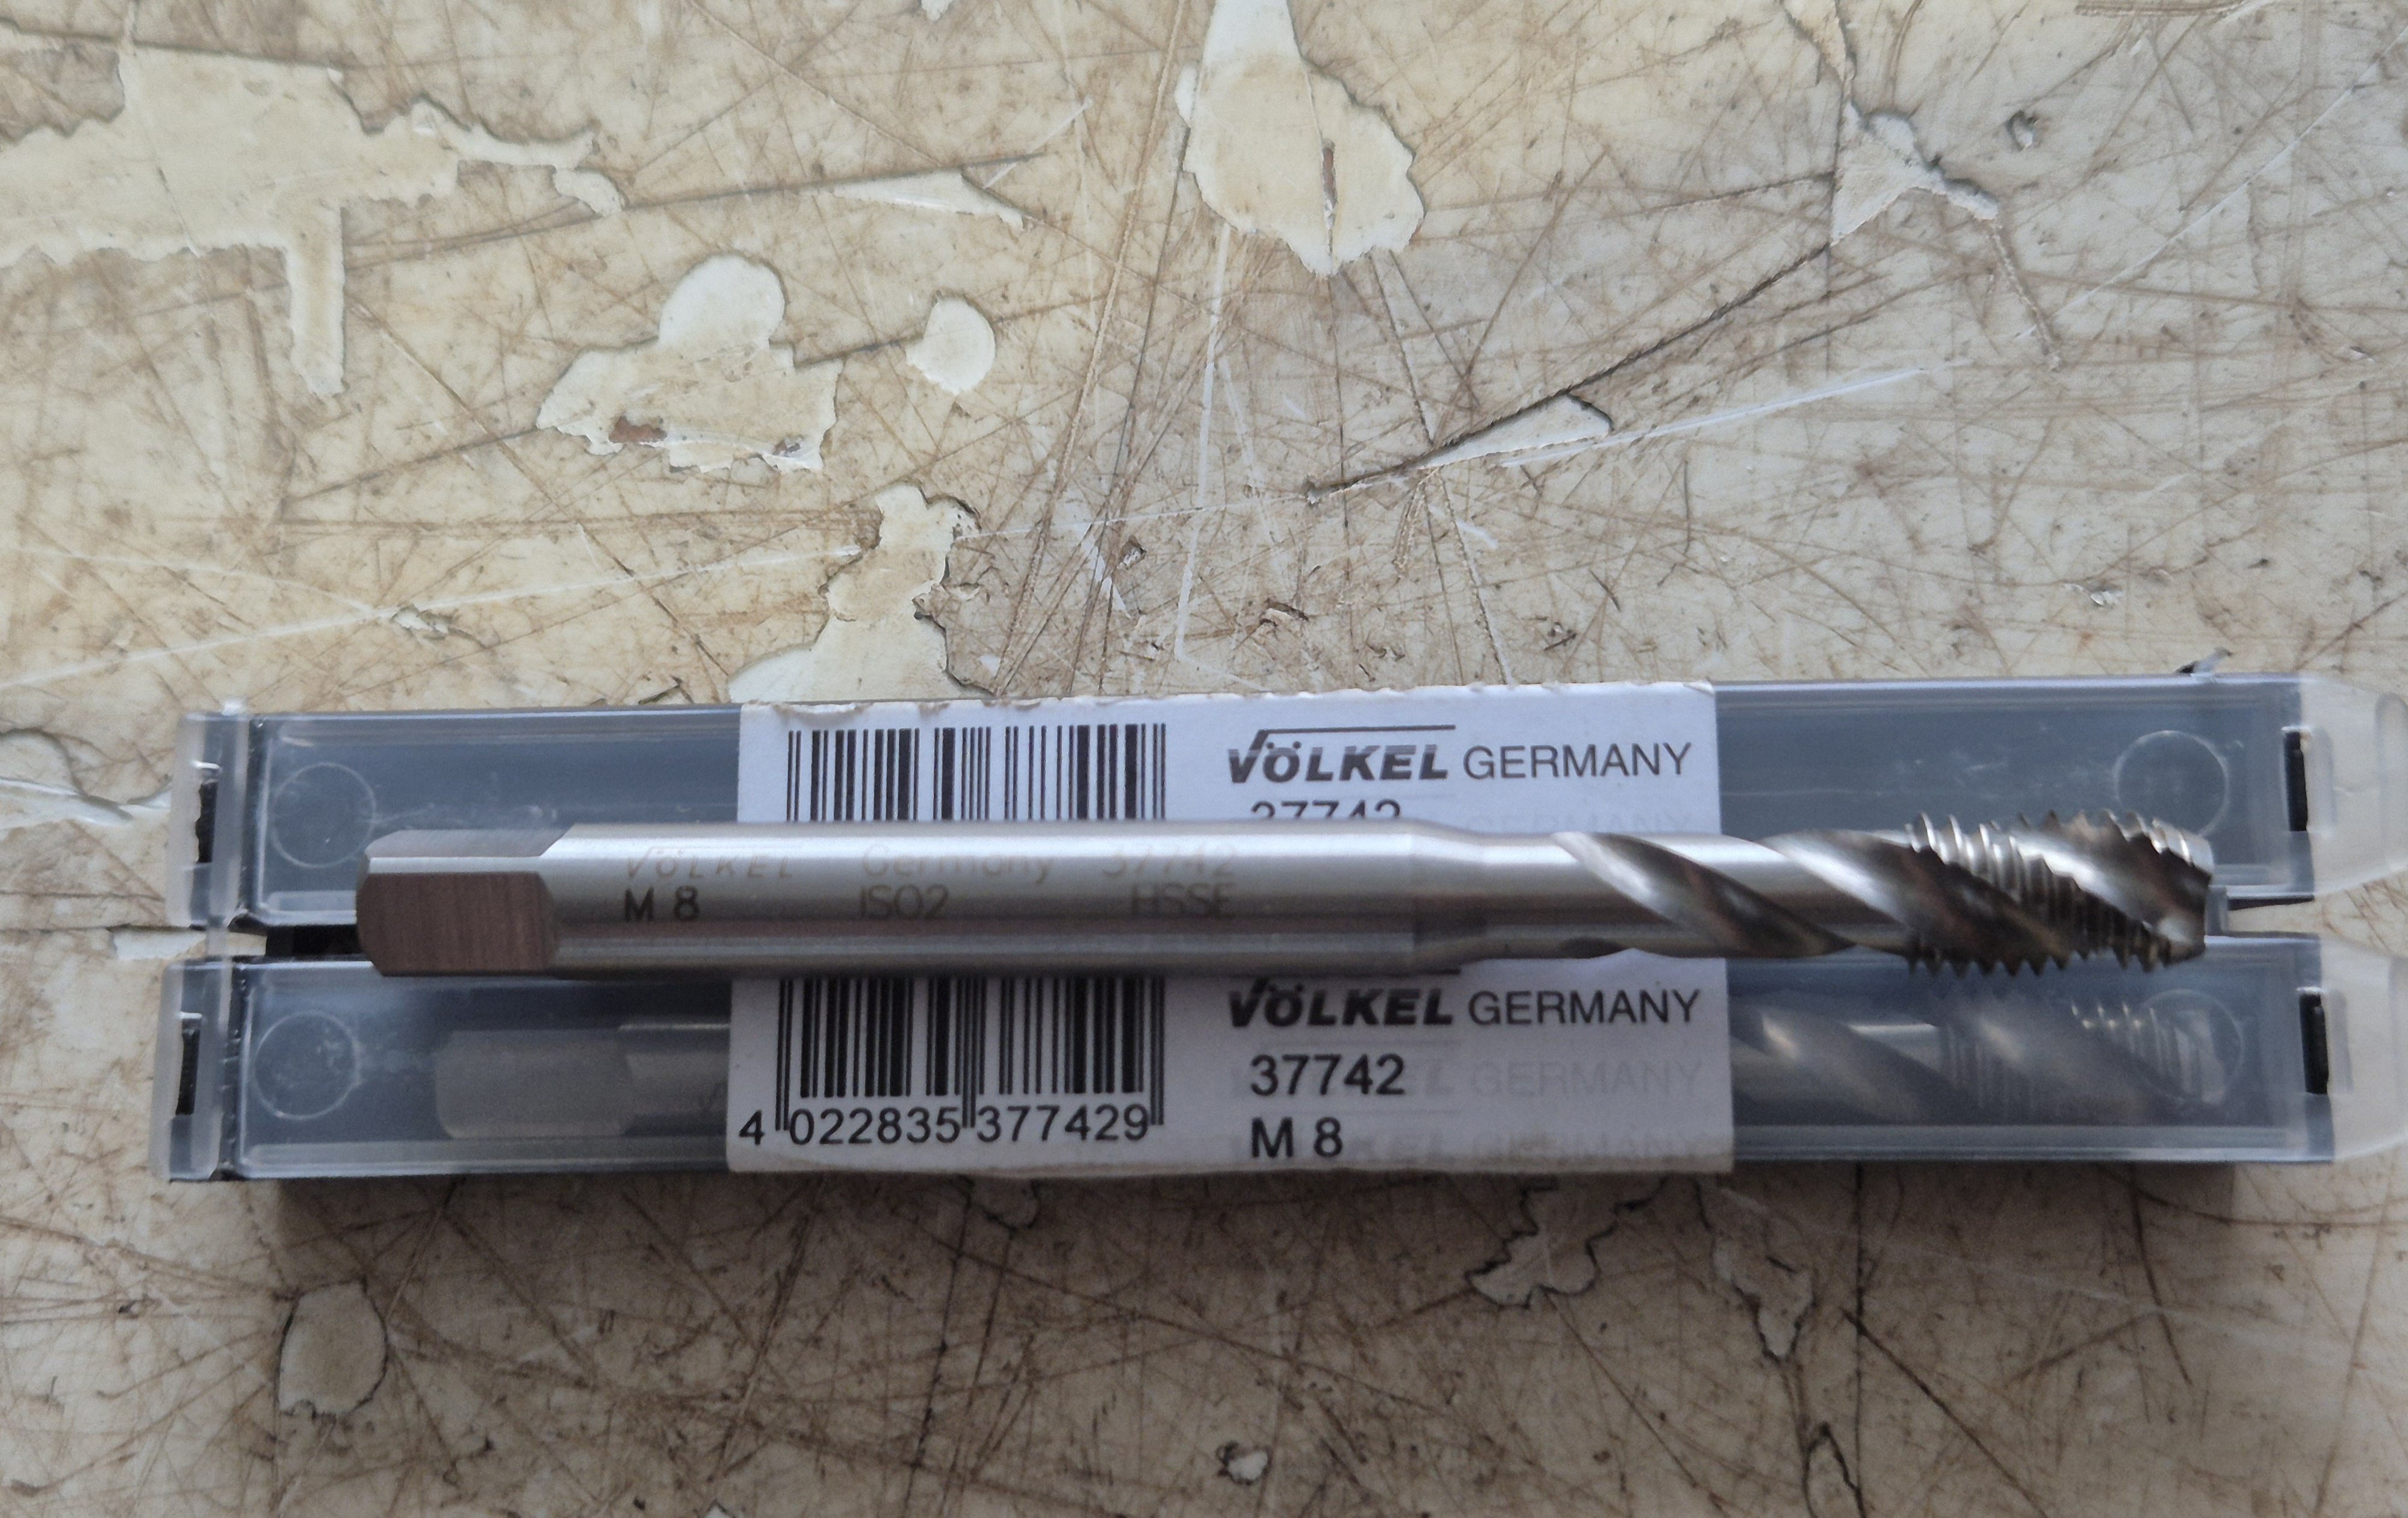 VÖLKEL GERMANY
37742
VÖLKEL Germany 37742
M 8 ISO2 HSSE
VÖLKEL GERMANY
37742
M 8
4 022835 377429